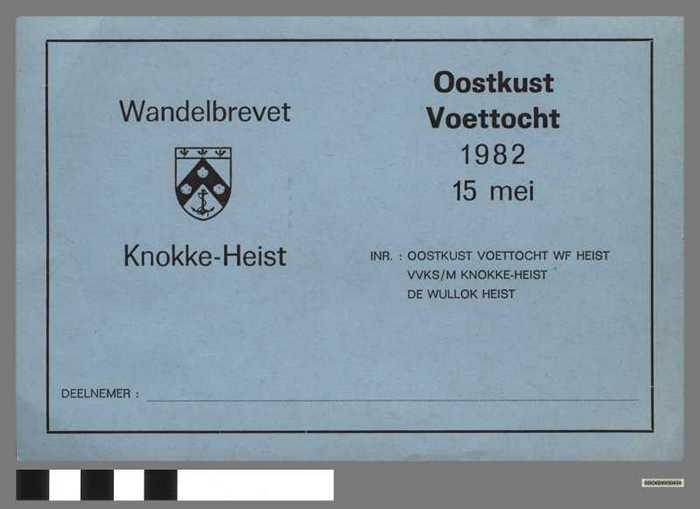 Wandelbrevet
Knokke-Heist
Oostkust
Voettocht
1982
15 mei
INR. : OOSTKUST VOETTOCHT WF HEIST
VVKS/M KNOKKE-HEIST
DE WULLOK HEIST
DEELNEMER :